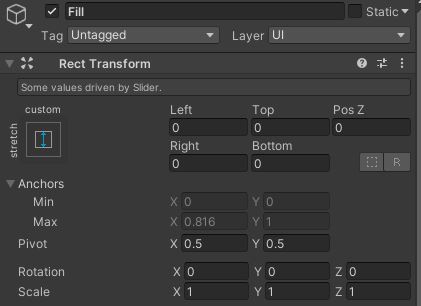 Fill Static
Tag Untagged Layer UI
Rect Transform
Some values driven by Slider.
custom
stretch
Left Top Pos Z
0 0 0
Right Bottom
0 0 R
Anchors
Min X 0 Y 0
Max X 0.816 Y 1
Pivot X 0.5 Y 0.5
Rotation X 0 Y 0 Z 0
Scale X 1 Y 1 Z 1